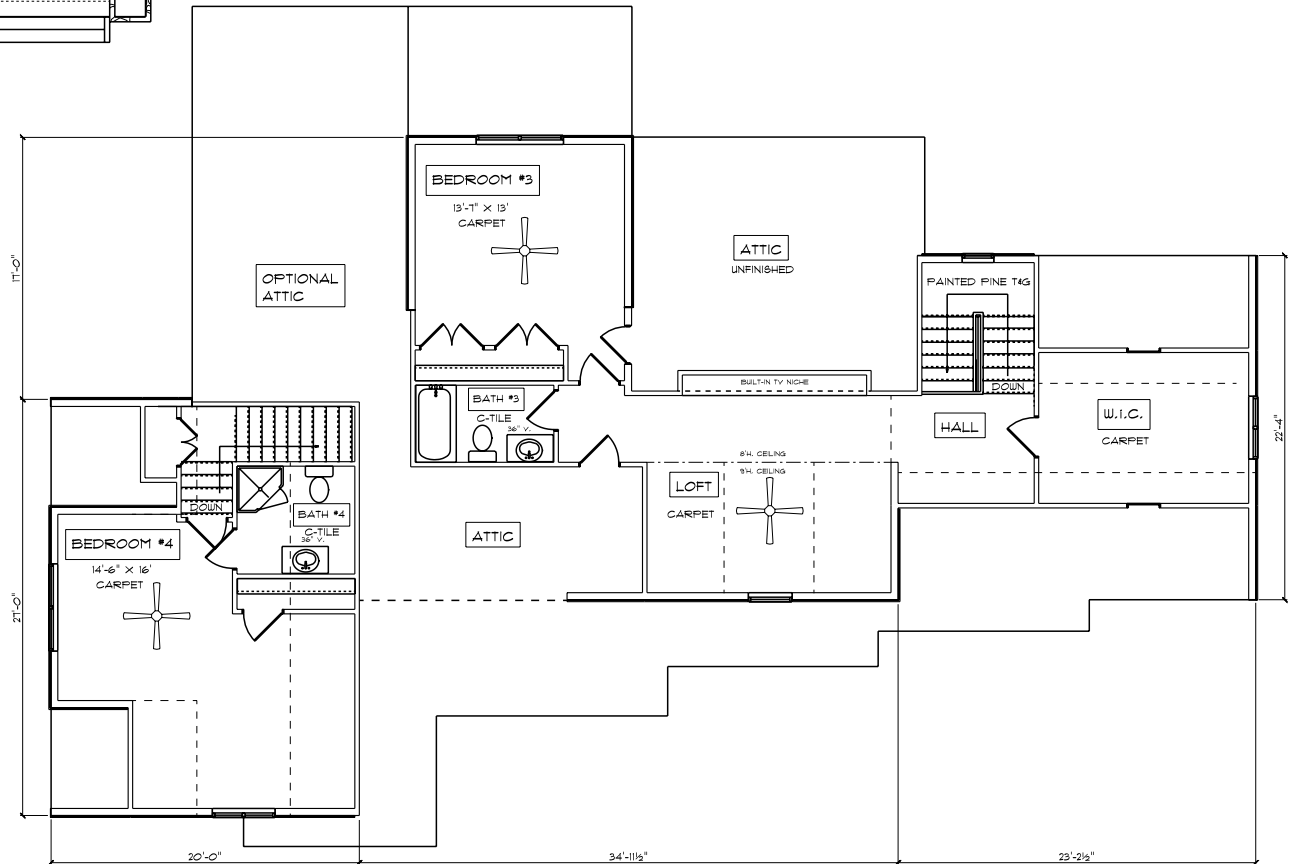 BEDROOM #3
13'-7" X 13'
CARPET
17'-0"
OPTIONAL
ATTIC
ATTIC
UNFINISHED
PAINTED PINE T&G
BUILT-IN TV NICHE
DOWN
BATH #3
C-TILE
36" V.
HALL
W.I.C.
CARPET
22'-4"
8'H. CEILING
9'H. CEILING
LOFT
CARPET
DOWN
BATH #4
C-TILE
36" V.
ATTIC
BEDROOM #4
14'-6" X 16'
CARPET
27'-0"
20'-0"
34'-11½"
23'-2½"